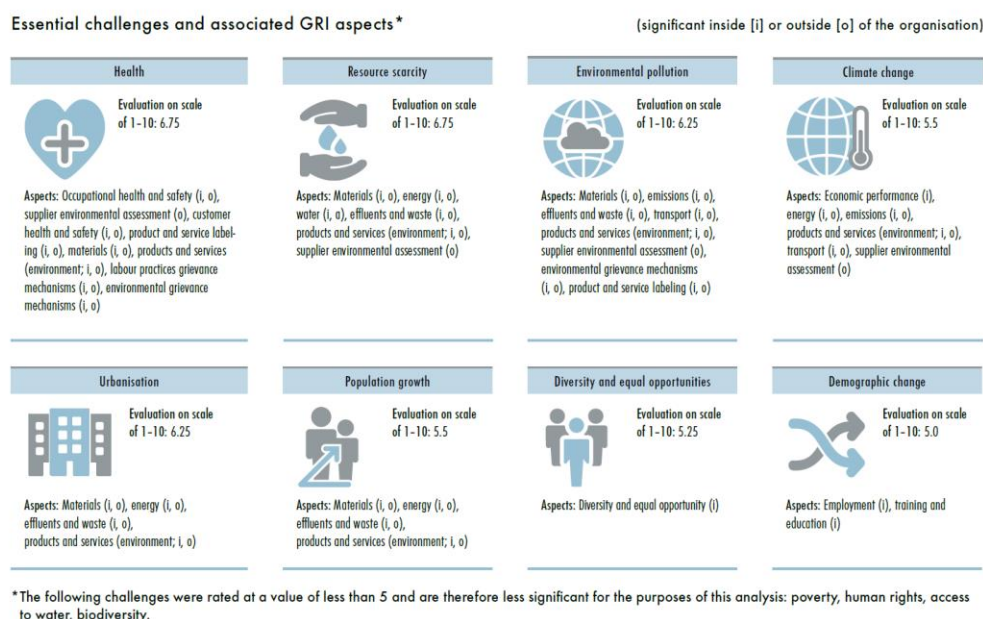 Essential challenges and associated GRI aspects*
(significant inside [i] or outside [o] of the organisation)
Health
Evaluation on scale
of 1–10: 6.75
Aspects: Occupational health and safety (i, o),
supplier environmental assessment (o), customer
health and safety (i, o), product and service label-
ing (i, o), materials (i, o), products and services
(environment; i, o), labour practices grievance
mechanisms (i, o), environmental grievance
mechanisms (i, o)
Resource scarcity
Evaluation on scale
of 1–10: 6.75
Aspects: Materials (i, o), energy (i, o),
water (i, a), effluents and waste (i, o),
products and services (environment; i, o),
supplier environmental assessment (o)
Environmental pollution
Evaluation on scale
of 1–10: 6.25
Aspects: Materials (i, o), emissions (i, o),
effluents and waste (i, o), transport (i, o),
products and services (environment; i, o),
supplier environmental assessment (o),
environmental grievance mechanisms
(i, o), product and service labeling (i, o)
Climate change
Evaluation on scale
of 1–10: 5.5
Aspects: Economic performance (i),
energy (i, o), emissions (i, o),
products and services (environment; i, o),
transport (i, o), supplier environmental
assessment (o)
Urbanisation
Evaluation on scale
of 1–10: 6.25
Aspects: Materials (i, o), energy (i, o),
effluents and waste (i, o),
products and services (environment; i, o)
Population growth
Evaluation on scale
of 1–10: 5.5
Aspects: Materials (i, o), energy (i, o),
effluents and waste (i, o),
products and services (environment; i, o)
Diversity and equal opportunities
Evaluation on scale
of 1–10: 5.25
Aspects: Diversity and equal opportunity (i)
Demographic change
Evaluation on scale
of 1–10: 5.0
Aspects: Employment (i), training and
education (i)
*The following challenges were rated at a value of less than 5 and are therefore less significant for the purposes of this analysis: poverty, human rights, access
to water, biodiversity.